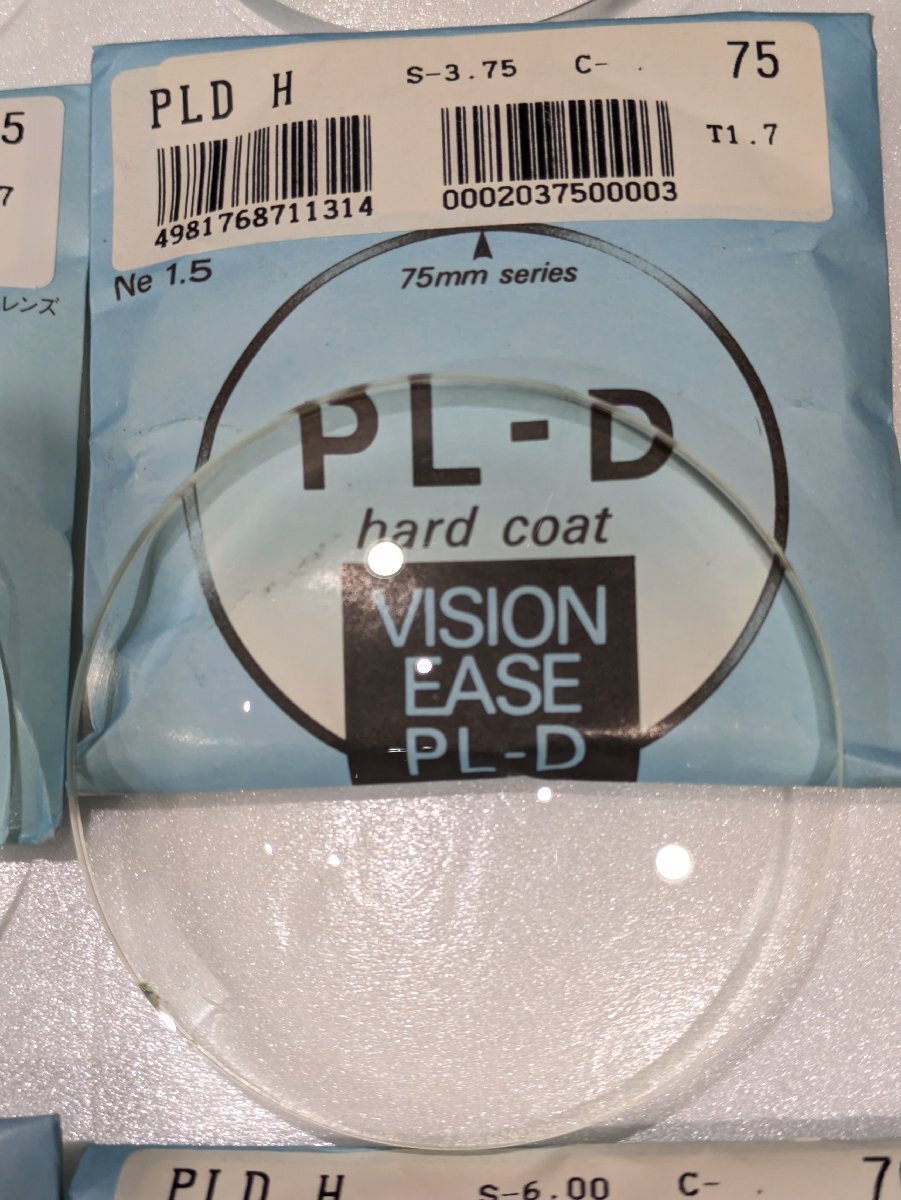 PLD H S-3.75 C- . 75
T1.7
4981768711314 0002037500003
Ne 1.5
75mm series
PL-D
hard coat
VISION
EASE
PL-D
5
7
レンズ
PLD H S-6.00 C- .